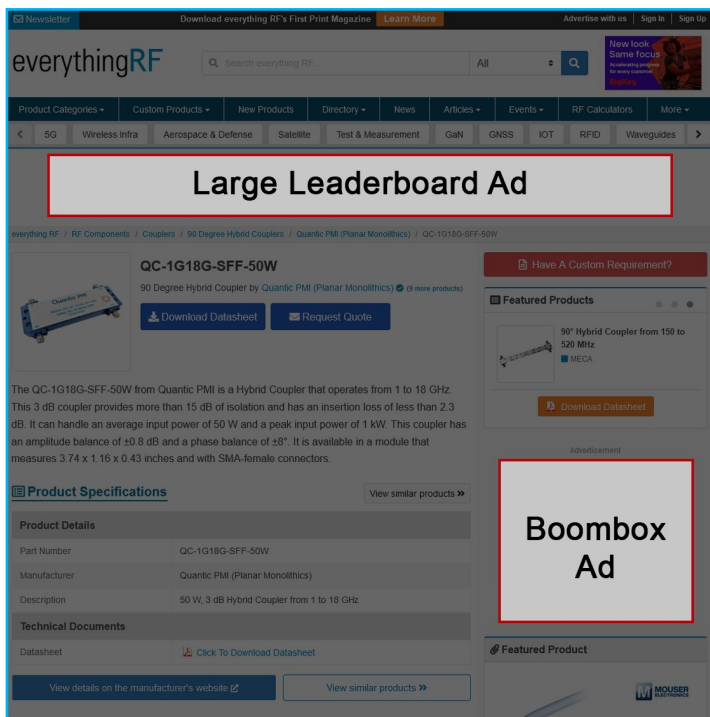 Newsletter
Download everything RF's First Print Magazine Learn More
Advertise with us | Sign In | Sign Up
everythingRF
Search everything RF...
All
New look
Same focus
Accelerating progress
for every customer
DigiKey
Product Categories
Custom Products
New Products
Directory
News
Articles
Events
RF Calculators
More
5G
Wireless Infra
Aerospace & Defense
Satellite
Test & Measurement
GaN
GNSS
IOT
RFID
Waveguides
Large Leaderboard Ad
everything RF / RF Components / Couplers / 90 Degree Hybrid Couplers / Quantic PMI (Planar Monolithics) / QC-1G18G-SFF-50W
QC-1G18G-SFF-50W
90 Degree Hybrid Coupler by Quantic PMI (Planar Monolithics) (9 more products)
Download Datasheet
Request Quote
Quantic PMI
The QC-1G18G-SFF-50W from Quantic PMI is a Hybrid Coupler that operates from 1 to 18 GHz.
This 3 dB coupler provides more than 15 dB of isolation and has an insertion loss of less than 2.3
dB. It can handle an average input power of 50 W and a peak input power of 1 kW. This coupler has
an amplitude balance of ±0.8 dB and a phase balance of ±8°. It is available in a module that
measures 3.74 x 1.16 x 0.43 inches and with SMA-female connectors.
Product Specifications
View similar products »
Product Details
Part Number QC-1G18G-SFF-50W
Manufacturer Quantic PMI (Planar Monolithics)
Description 50 W, 3 dB Hybrid Coupler from 1 to 18 GHz
Technical Documents
Datasheet Click To Download Datasheet
View details on the manufacturer's website
View similar products »
Have A Custom Requirement?
Featured Products
90° Hybrid Coupler from 150 to
520 MHz
MECA
Download Datasheet
Advertisement
Boombox
Ad
Featured Product
MOUSER
ELECTRONICS